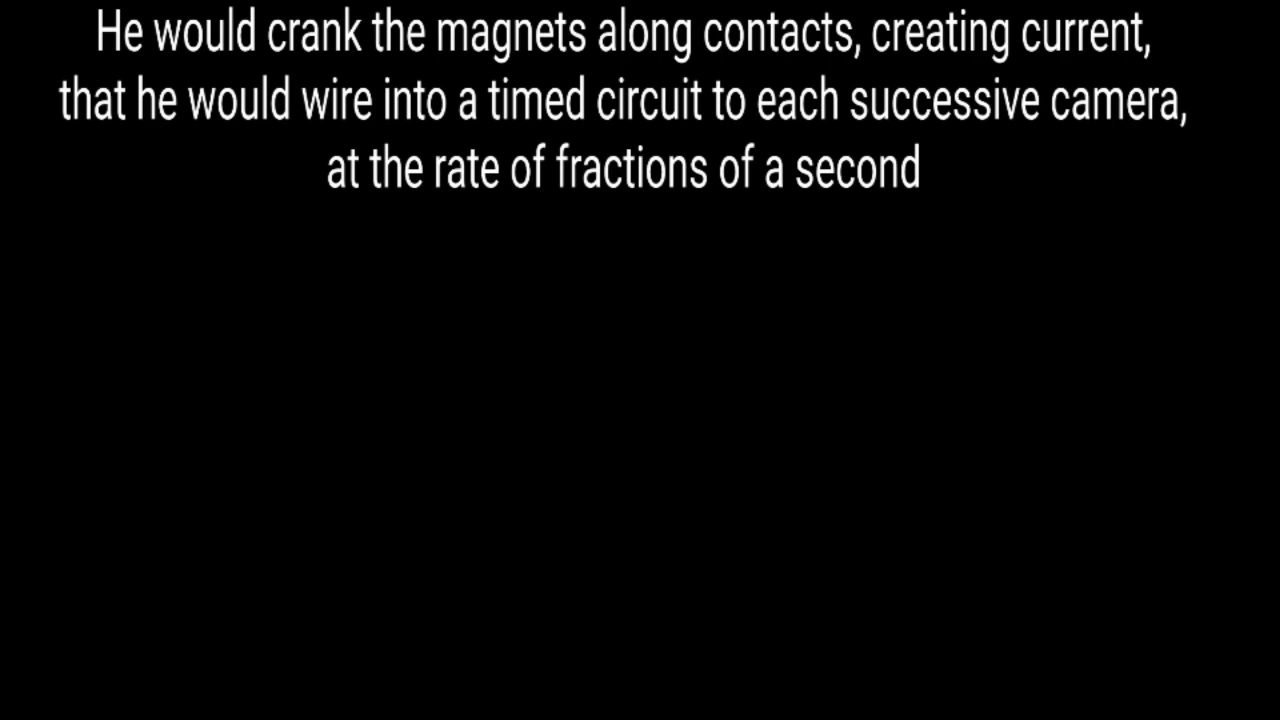 He would crank the magnets along contacts, creating current,
that he would wire into a timed circuit to each successive camera,
at the rate of fractions of a second